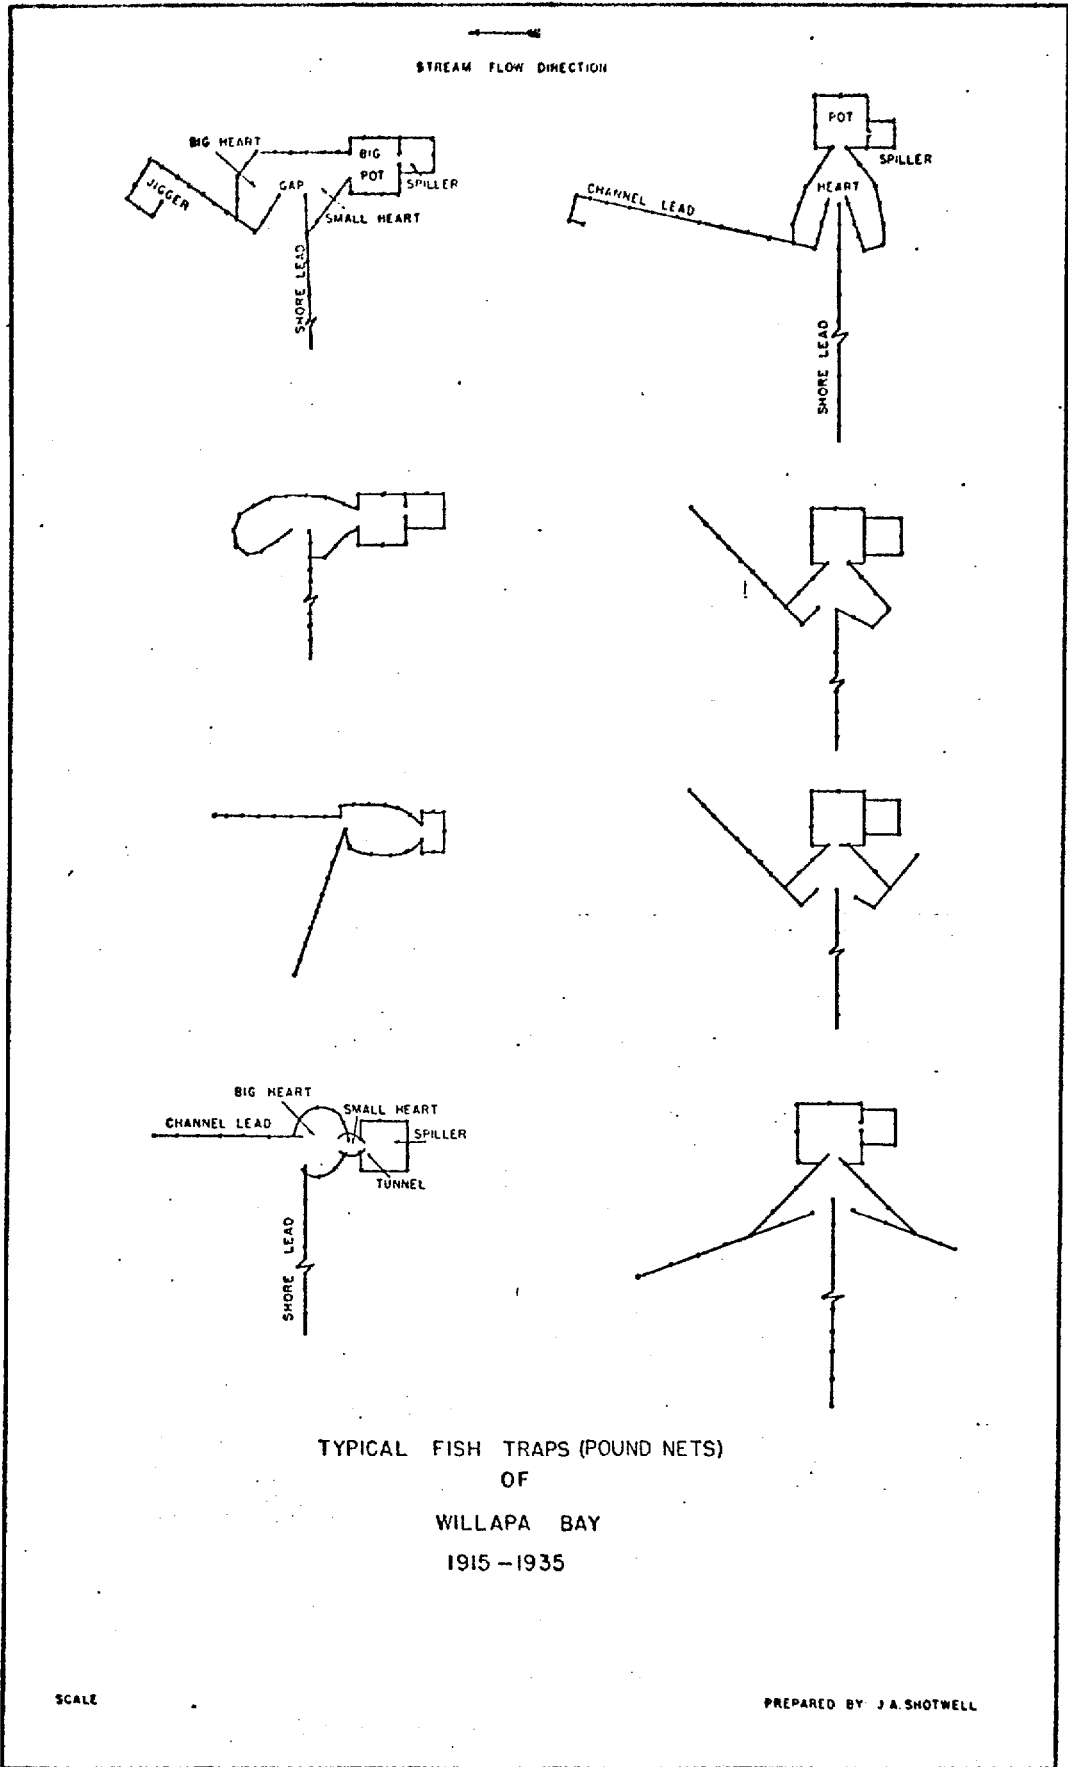 STREAM FLOW DIRECTION
BIG HEART
BIG
POT
JIGGER
GAP
SPILLER
SMALL HEART
SHORE LEAD
POT
SPILLER
HEART
CHANNEL LEAD
SHORE LEAD
BIG HEART
SMALL HEART
CHANNEL LEAD
SPILLER
TUNNEL
SHORE LEAD
TYPICAL FISH TRAPS (POUND NETS)
OF
WILLAPA BAY
1915-1935
SCALE
PREPARED BY J A. SHOTWELL